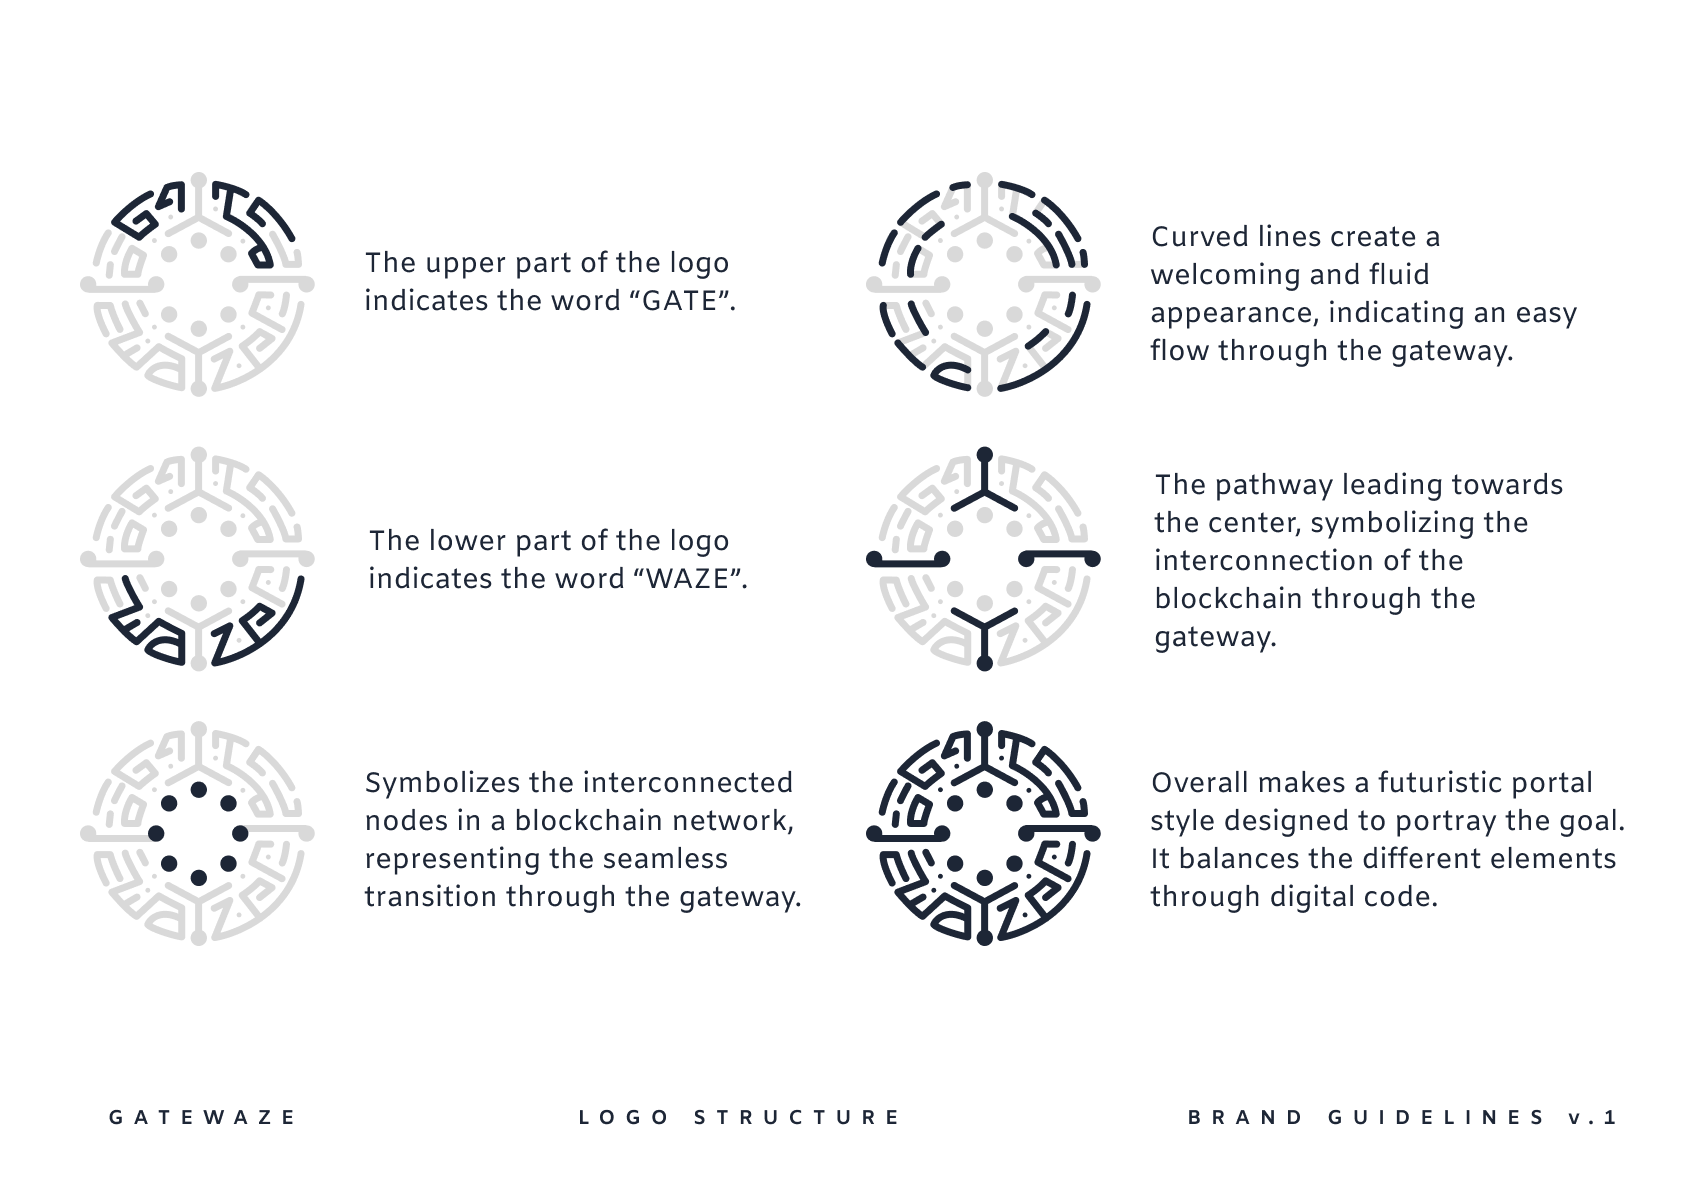 The upper part of the logo
indicates the word “GATE”.
Curved lines create a
welcoming and fluid
appearance, indicating an easy
flow through the gateway.
The lower part of the logo
indicates the word “WAZE”.
The pathway leading towards
the center, symbolizing the
interconnection of the
blockchain through the
gateway.
Symbolizes the interconnected
nodes in a blockchain network,
representing the seamless
transition through the gateway.
Overall makes a futuristic portal
style designed to portray the goal.
It balances the different elements
through digital code.
GATEWAZE
LOGO STRUCTURE
BRAND GUIDELINES v.1